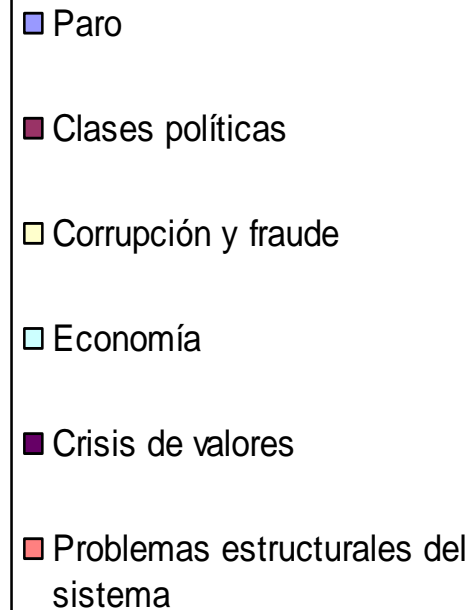 Paro
Clases políticas
Corrupción y fraude
Economía
Crisis de valores
Problemas estructurales del
sistema